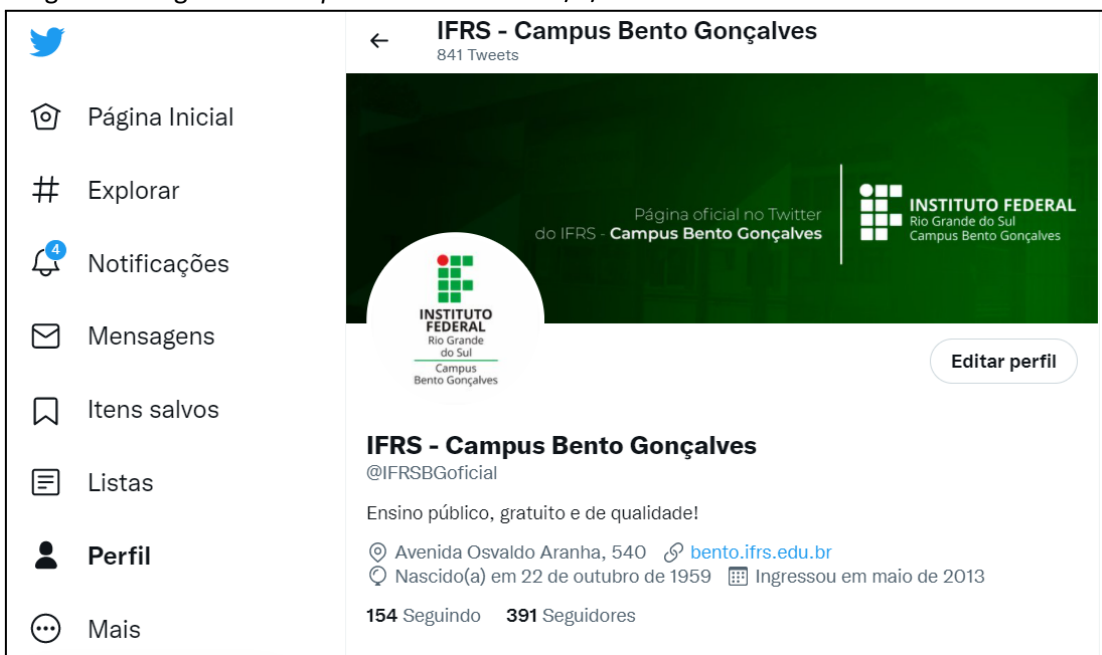 IFRS - Campus Bento Gonçalves
841 Tweets
Página Inicial
Explorar
4
Notificações
Mensagens
Itens salvos
Listas
Perfil
Mais
Página oficial no Twitter
do IFRS - Campus Bento Gonçalves
INSTITUTO FEDERAL
Rio Grande do Sul
Campus Bento Gonçalves
INSTITUTO
FEDERAL
Rio Grande
do Sul
Campus
Bento Gonçalves
Editar perfil
IFRS - Campus Bento Gonçalves
@IFRSBGoficial
Ensino público, gratuito e de qualidade!
Avenida Osvaldo Aranha, 540 bento.ifrs.edu.br
Nascido(a) em 22 de outubro de 1959 Ingressou em maio de 2013
154 Seguindo 391 Seguidores